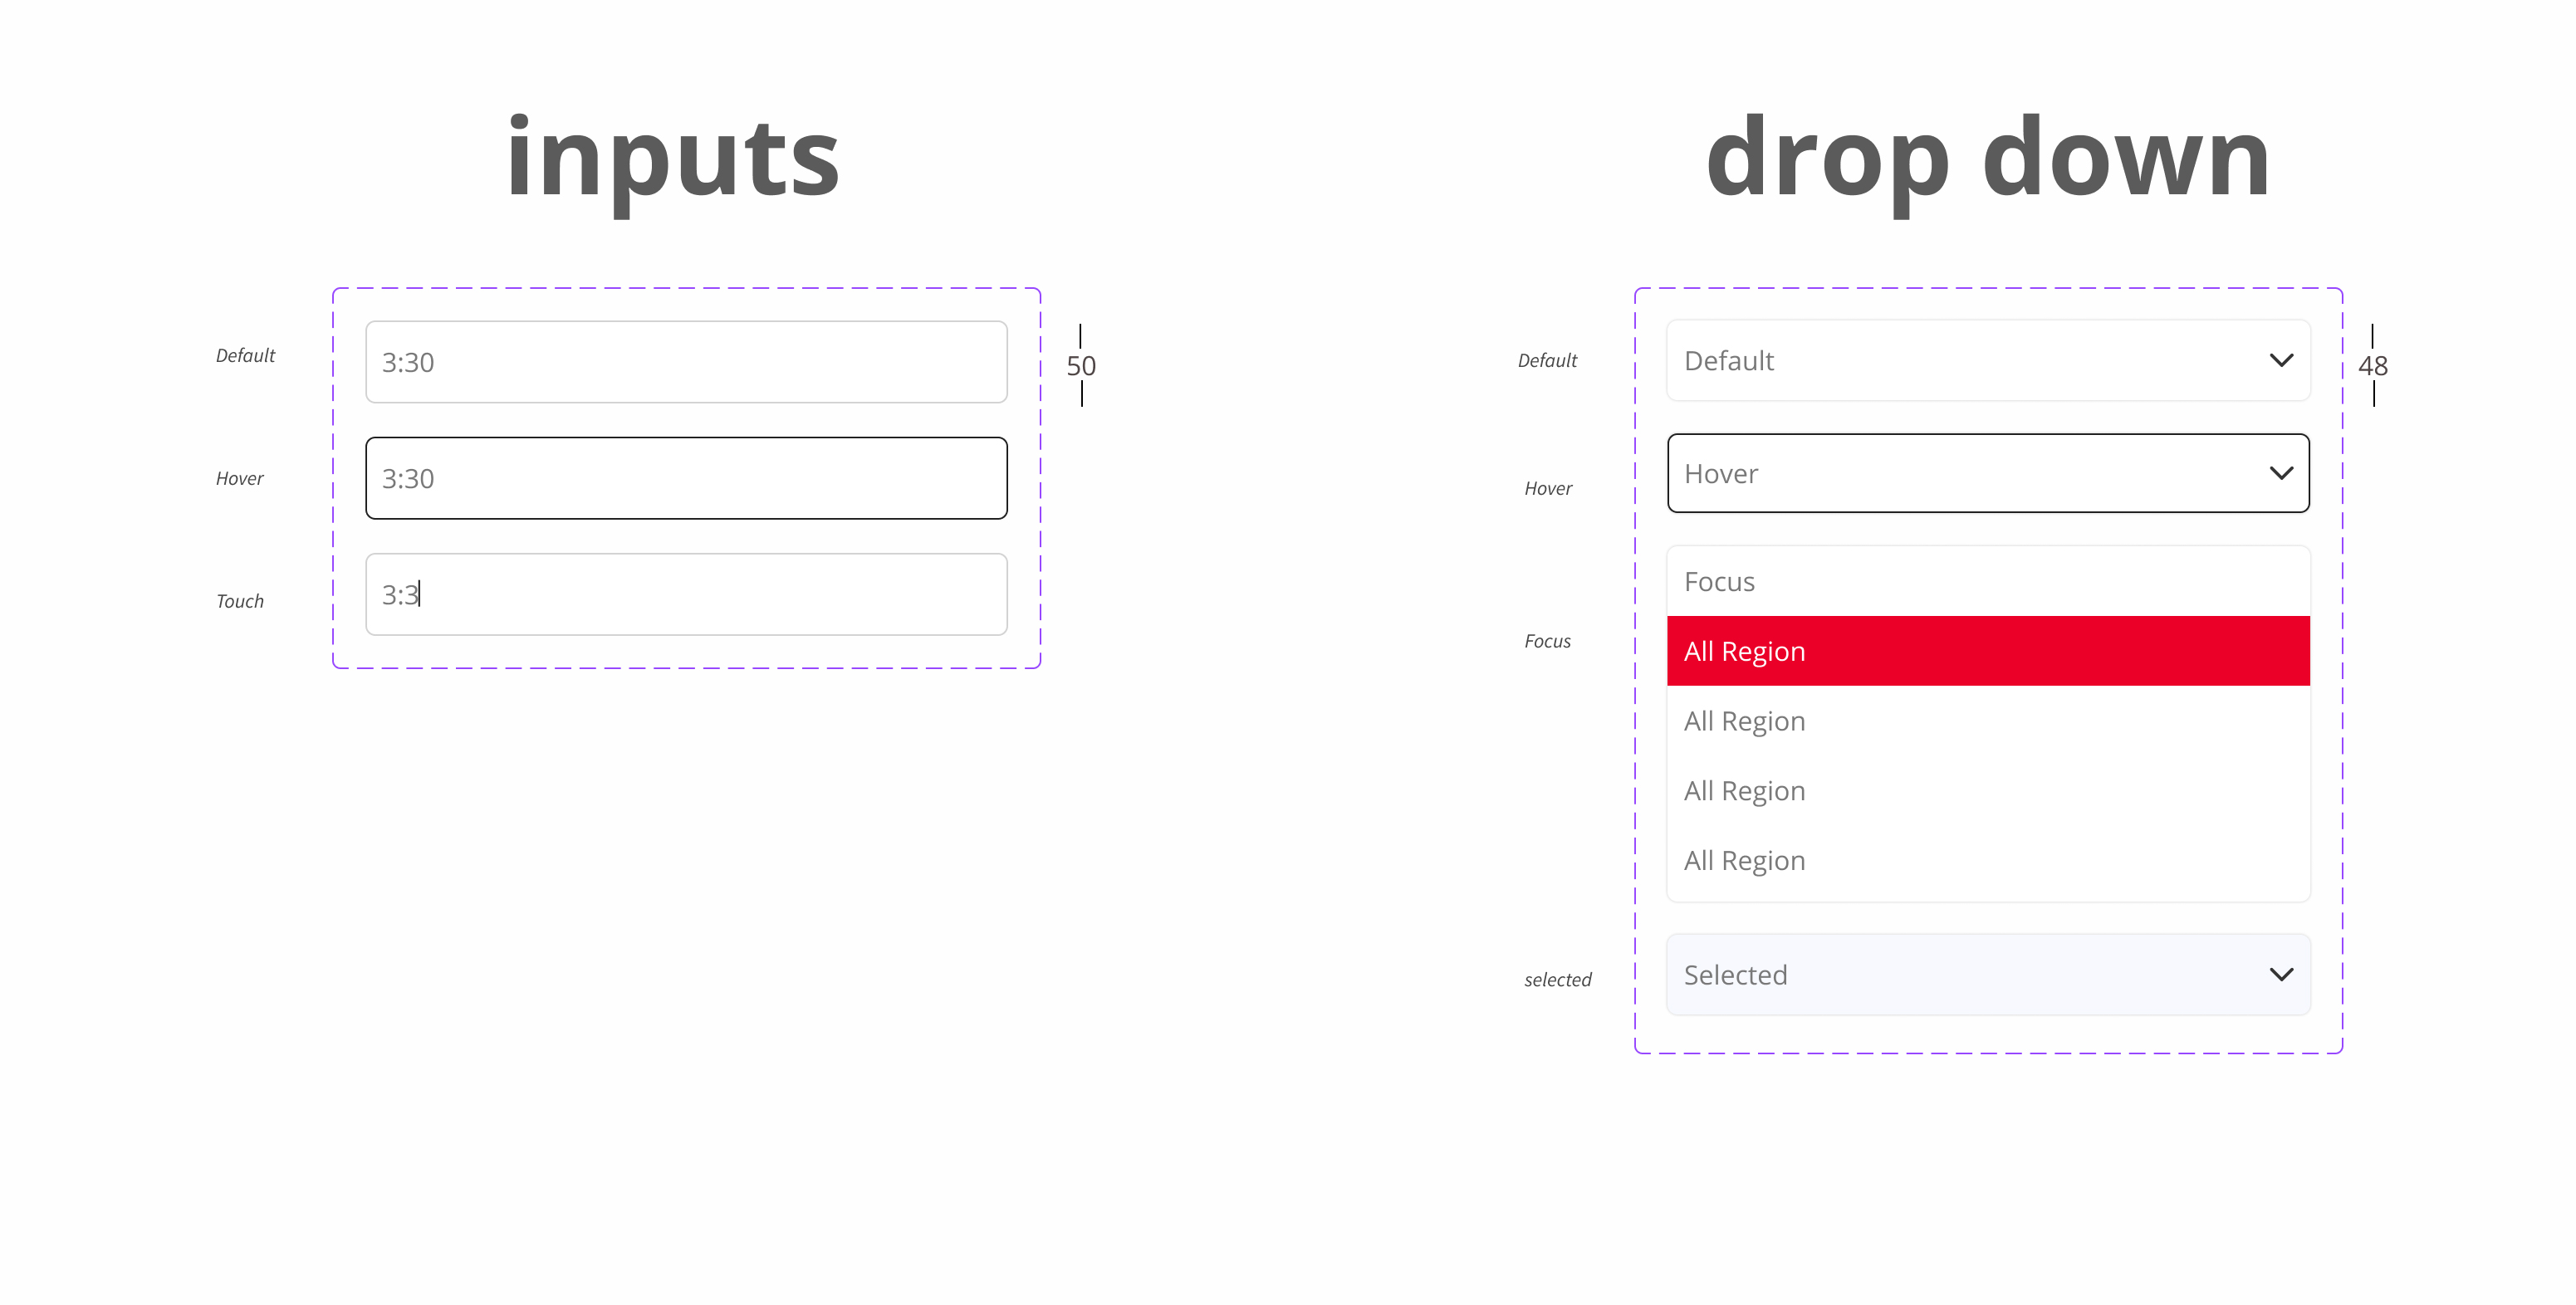 inputs
Default
3:30
50
Hover
3:30
Touch
3:3
drop down
Default
Default
48
Hover
Hover
Focus
Focus
All Region
All Region
All Region
All Region
selected
Selected